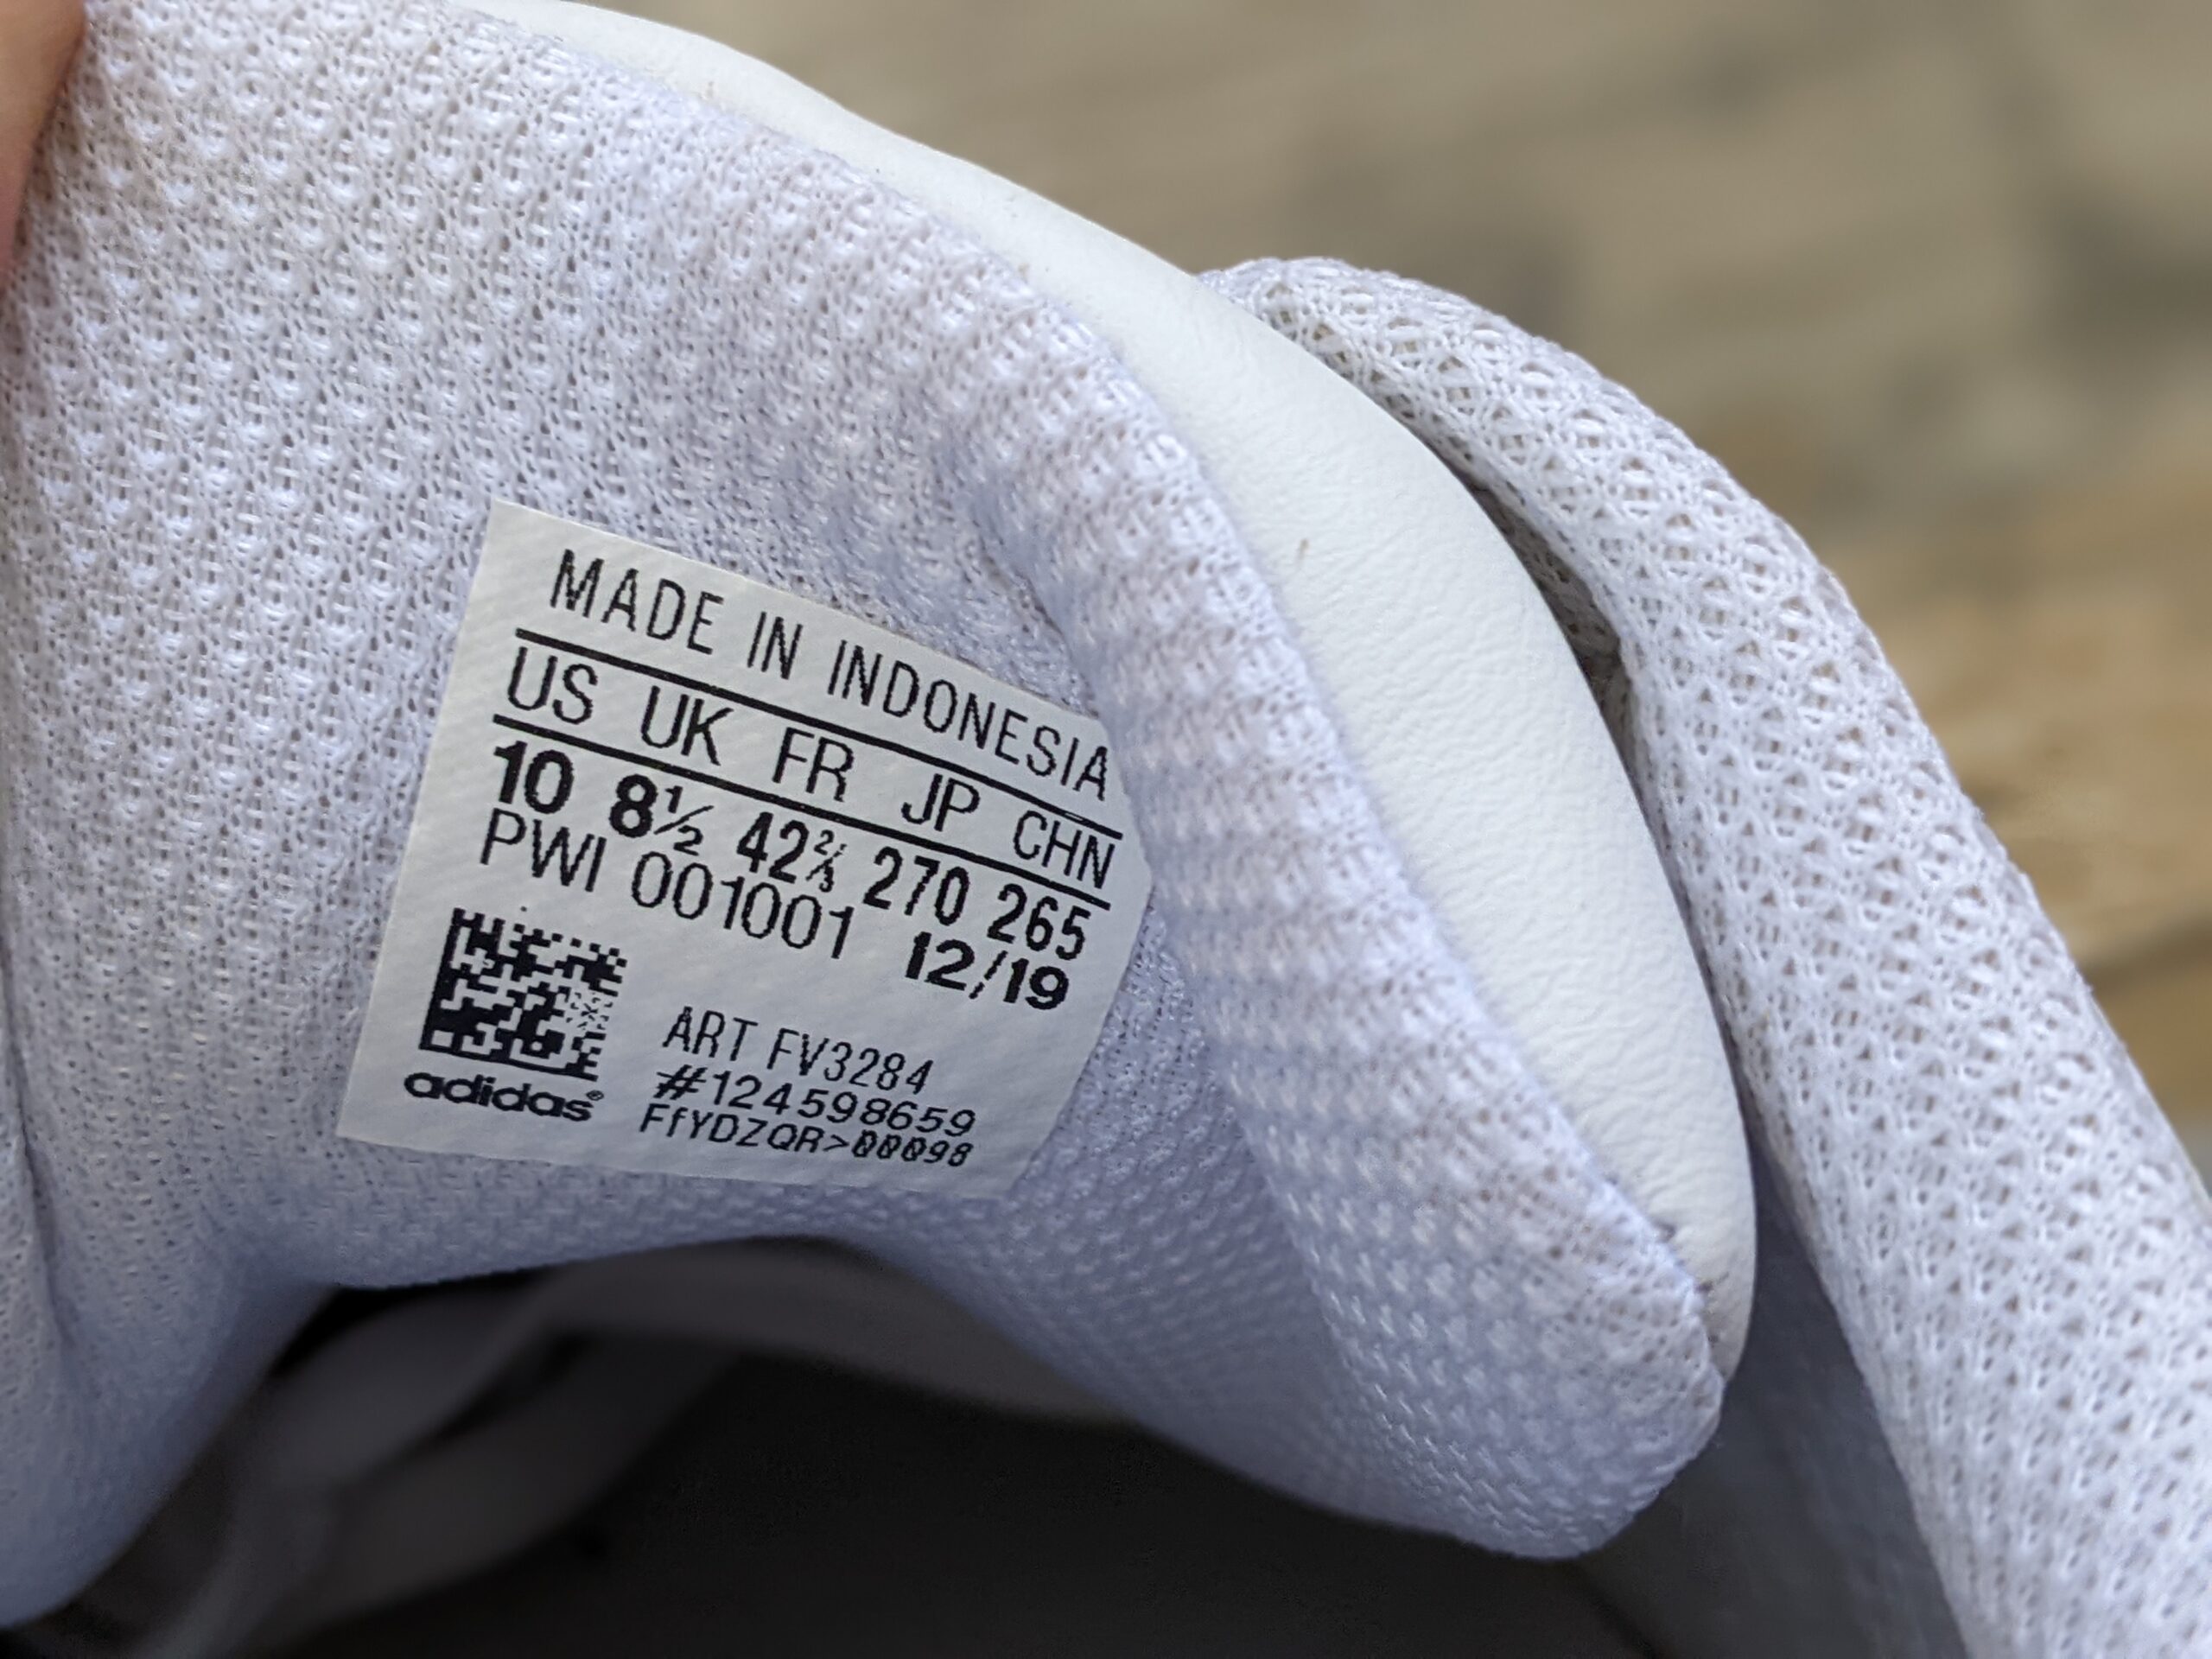 MADE IN INDONESIA
US UK FR JP CHN
10 8½ 42⅔ 270 265
PWI 001001 12/19
ART FV3284
#124598659
FfYDZQR>00098
adidas®